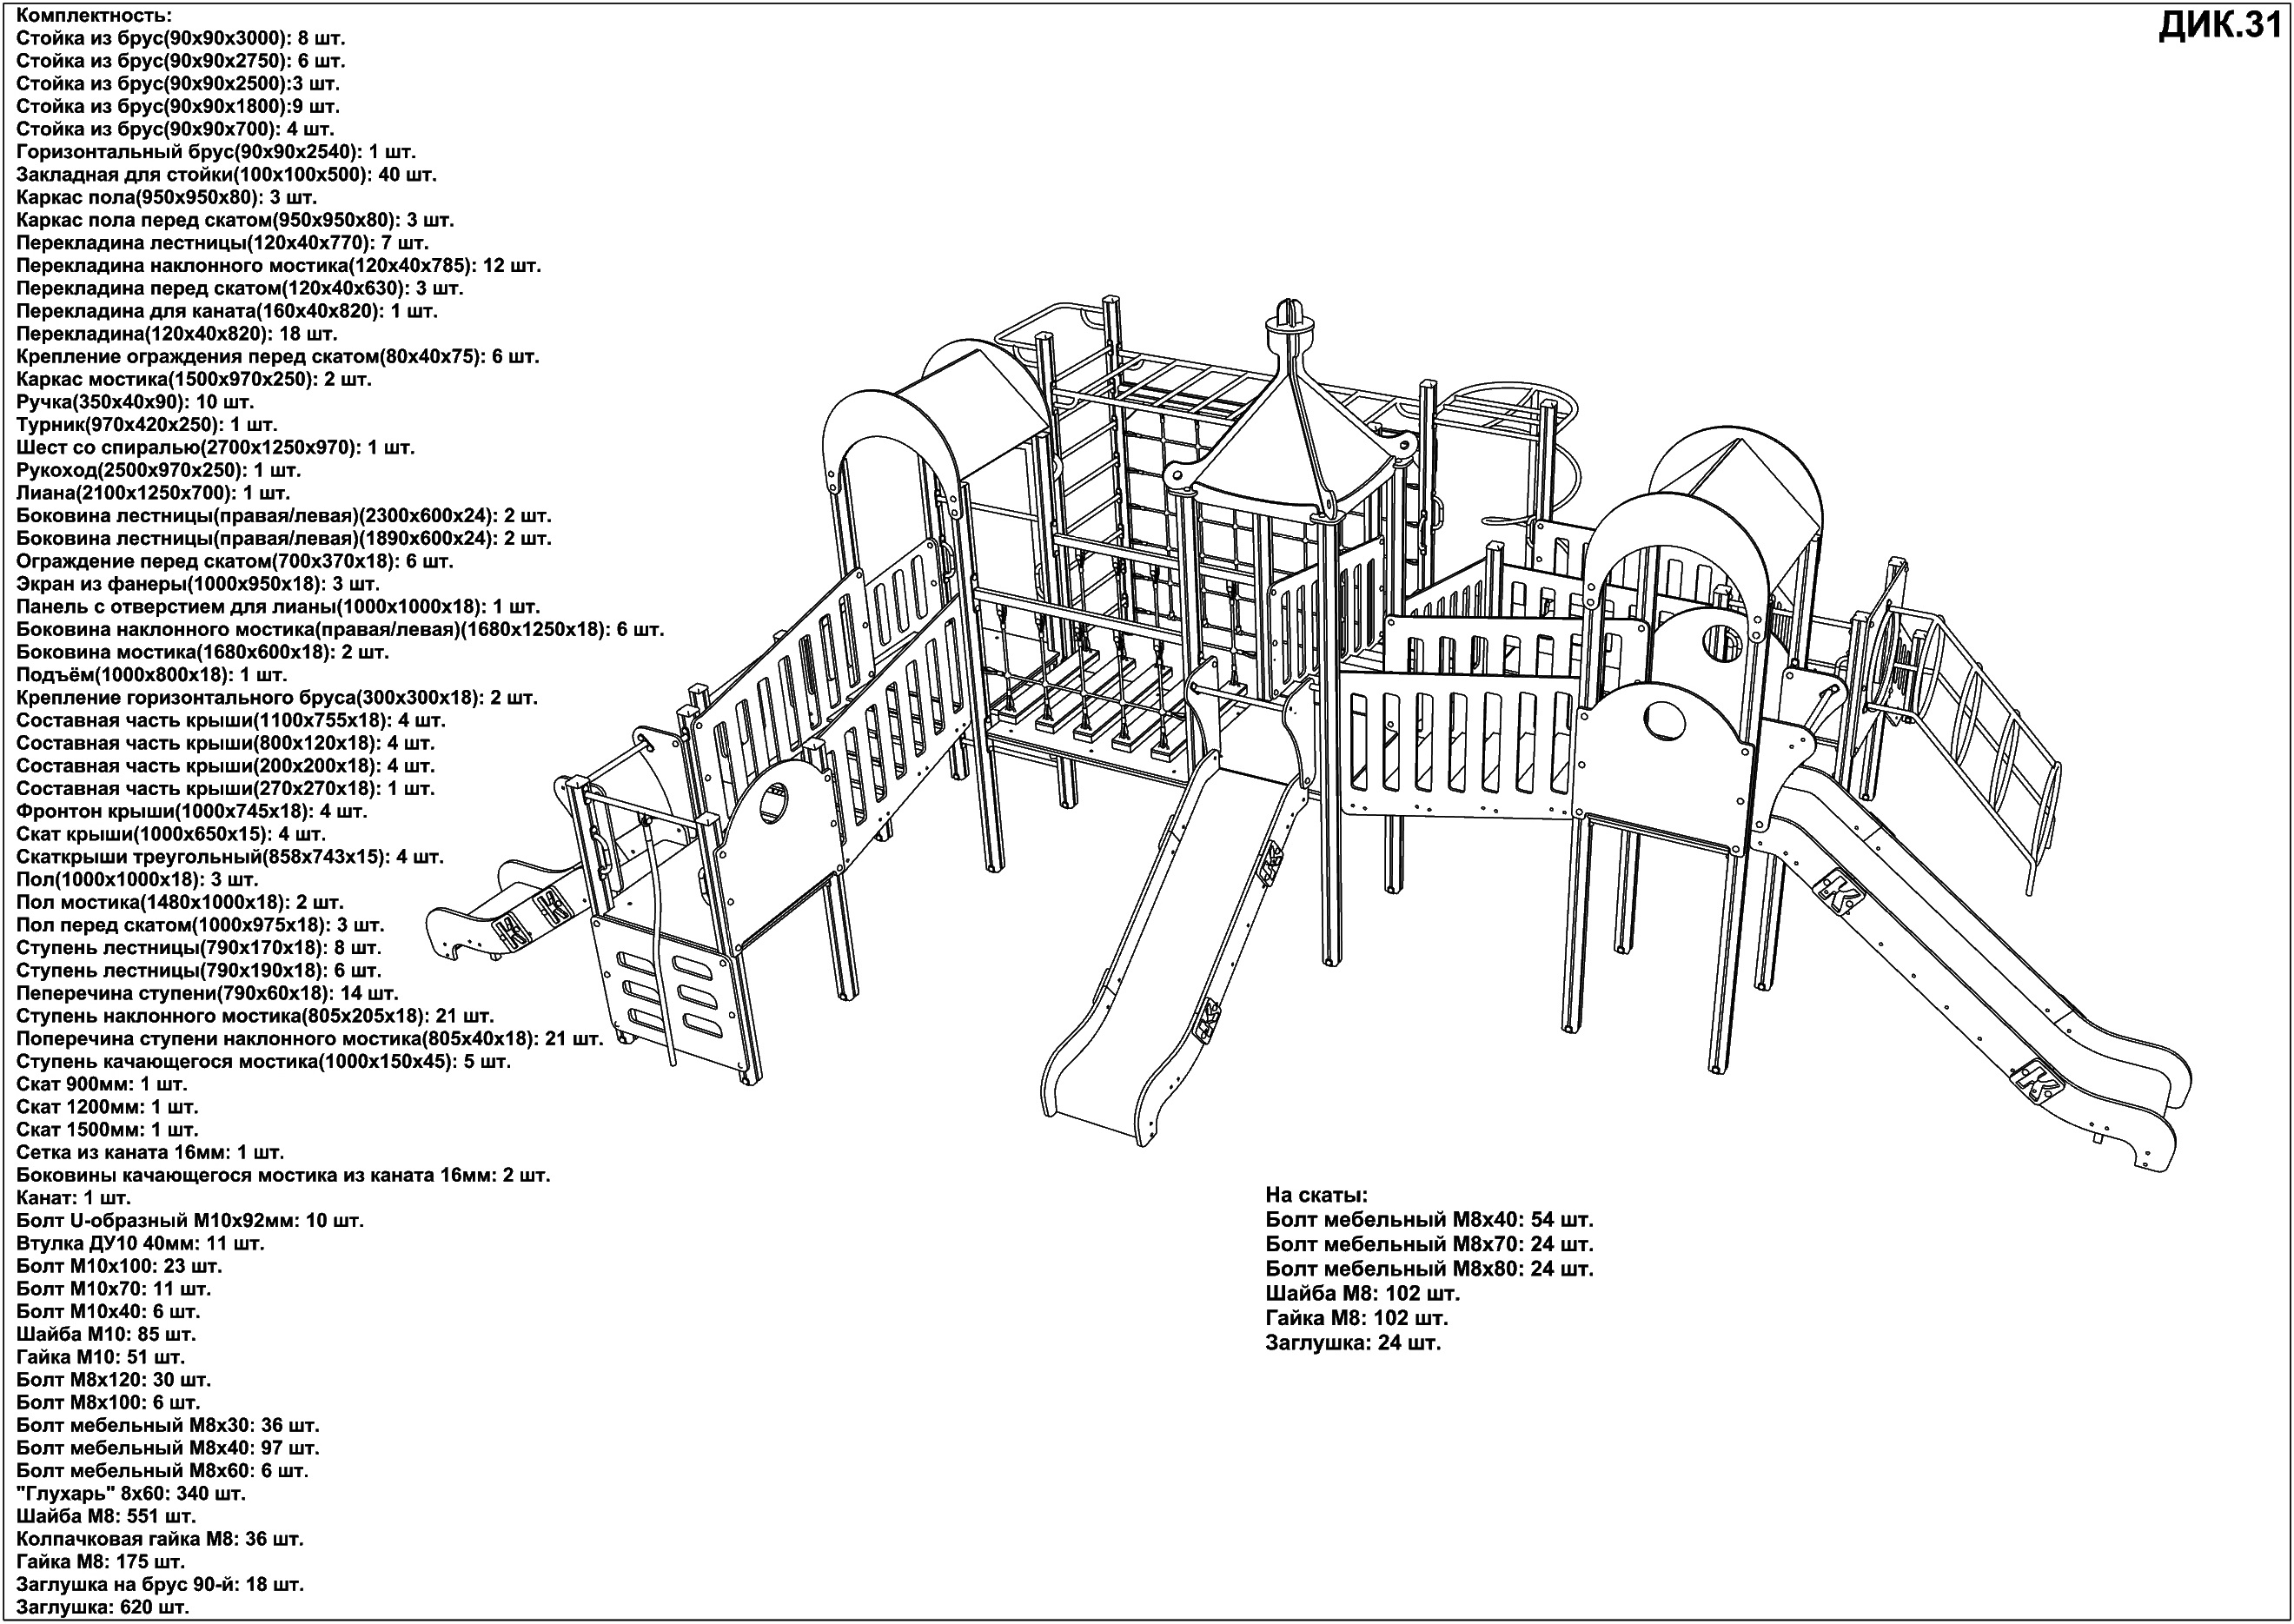 Комплектность:
Стойка из брус(90х90х3000): 8 шт.
Стойка из брус(90х90х2750): 6 шт.
Стойка из брус(90х90х2500):3 шт.
Стойка из брус(90х90х1800):9 шт.
Стойка из брус(90х90х700): 4 шт.
Горизонтальный брус(90х90х2540): 1 шт.
Закладная для стойки(100х100х500): 40 шт.
Каркас пола(950х950х80): 3 шт.
Каркас пола перед скатом(950х950х80): 3 шт.
Перекладина лестницы(120х40х770): 7 шт.
Перекладина наклонного мостика(120х40х785): 12 шт.
Перекладина перед скатом(120х40х630): 3 шт.
Перекладина для каната(160х40х820): 1 шт.
Перекладина(120х40х820): 18 шт.
Крепление ограждения перед скатом(80х40х75): 6 шт.
Каркас мостика(1500х970х250): 2 шт.
Ручка(350х40х90): 10 шт.
Турник(970х420х250): 1 шт.
Шест со спиралью(2700х1250х970): 1 шт.
Рукоход(2500х970х250): 1 шт.
Лиана(2100х1250х700): 1 шт.
Боковина лестницы(правая/левая)(2300х600х24): 2 шт.
Боковина лестницы(правая/левая)(1890х600х24): 2 шт.
Ограждение перед скатом(700х370х18): 6 шт.
Экран из фанеры(1000х950х18): 3 шт.
Панель с отверстием для лианы(1000х1000х18): 1 шт.
Боковина наклонного мостика(правая/левая)(1680х1250х18): 6 шт.
Боковина мостика(1680х600х18): 2 шт.
Подъём(1000х800х18): 1 шт.
Крепление горизонтального бруса(300х300х18): 2 шт.
Составная часть крыши(1100х755х18): 4 шт.
Составная часть крыши(800х120х18): 4 шт.
Составная часть крыши(200х200х18): 4 шт.
Составная часть крыши(270х270х18): 1 шт.
Фронтон крыши(1000х745х18): 4 шт.
Скат крыши(1000х650х15): 4 шт.
Скаткрыши треугольный(858х743х15): 4 шт.
Пол(1000х1000х18): 3 шт.
Пол мостика(1480х1000х18): 2 шт.
Пол перед скатом(1000х975х18): 3 шт.
Ступень лестницы(790х170х18): 8 шт.
Ступень лестницы(790х190х18): 6 шт.
Пеперечина ступени(790х60х18): 14 шт.
Ступень наклонного мостика(805х205х18): 21 шт.
Поперечина ступени наклонного мостика(805х40х18): 21 шт.
Ступень качающегося мостика(1000х150х45): 5 шт.
Скат 900мм: 1 шт.
Скат 1200мм: 1 шт.
Скат 1500мм: 1 шт.
Сетка из каната 16мм: 1 шт.
Боковины качающегося мостика из каната 16мм: 2 шт.
Канат: 1 шт.
Болт U-образный М10х92мм: 10 шт.
Втулка ДУ10 40мм: 11 шт.
Болт М10х100: 23 шт.
Болт М10х70: 11 шт.
Болт М10х40: 6 шт.
Шайба М10: 85 шт.
Гайка М10: 51 шт.
Болт М8х120: 30 шт.
Болт М8х100: 6 шт.
Болт мебельный М8х30: 36 шт.
Болт мебельный М8х40: 97 шт.
Болт мебельный М8х60: 6 шт.
"Глухарь" 8х60: 340 шт.
Шайба М8: 551 шт.
Колпачковая гайка М8: 36 шт.
Гайка М8: 175 шт.
Заглушка на брус 90-й: 18 шт.
Заглушка: 620 шт.
ДИК.31
На скаты:
Болт мебельный М8х40: 54 шт.
Болт мебельный М8х70: 24 шт.
Болт мебельный М8х80: 24 шт.
Шайба М8: 102 шт.
Гайка М8: 102 шт.
Заглушка: 24 шт.